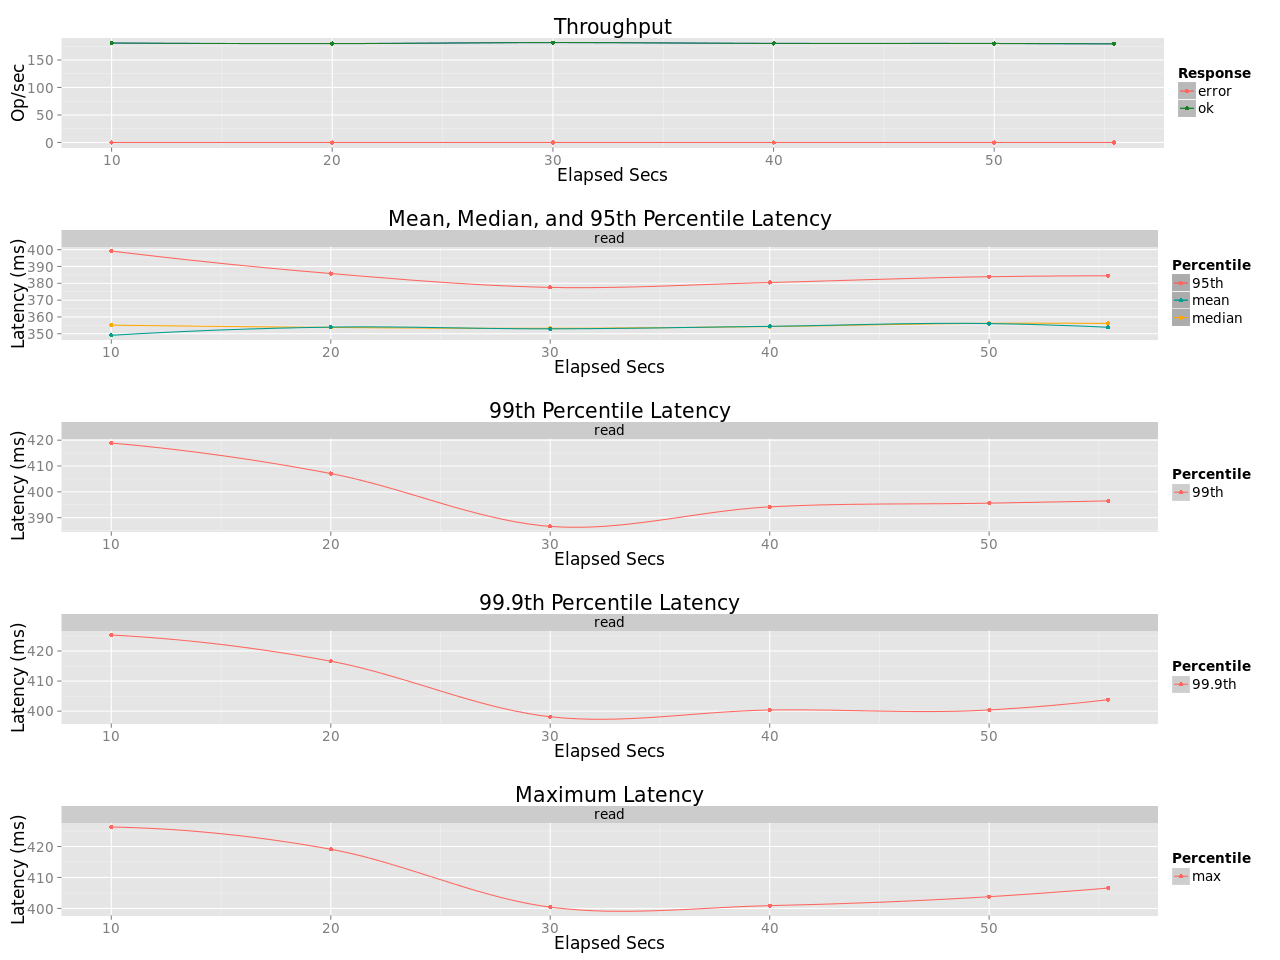 Throughput
Op/sec
150
100
50
0
10 20 30 40 50
Elapsed Secs
Response
error
ok
Mean, Median, and 95th Percentile Latency
read
Latency (ms)
400
390
380
370
360
350
10 20 30 40 50
Elapsed Secs
Percentile
95th
mean
median
99th Percentile Latency
read
Latency (ms)
420
410
400
390
10 20 30 40 50
Elapsed Secs
Percentile
99th
99.9th Percentile Latency
read
Latency (ms)
420
410
400
10 20 30 40 50
Elapsed Secs
Percentile
99.9th
Maximum Latency
read
Latency (ms)
420
410
400
10 20 30 40 50
Elapsed Secs
Percentile
max